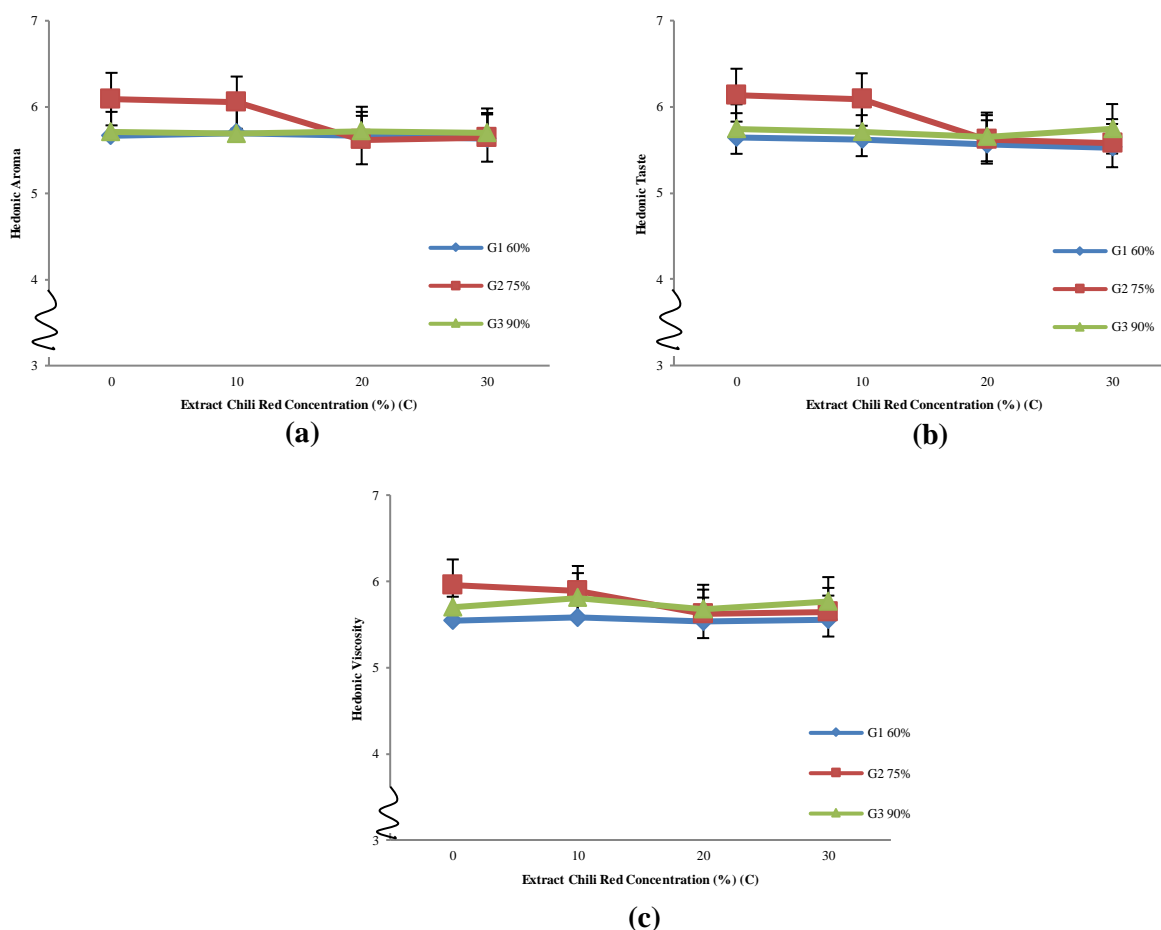 7
6
5
4
3
Hedonic Aroma
G1 60%
G2 75%
G3 90%
0 10 20 30
Extract Chili Red Concentration (%) (C)
(a)
7
6
5
4
3
Hedonic Taste
G1 60%
G2 75%
G3 90%
0 10 20 30
Extract Chili Red Concentration (%) (C)
(b)
7
6
5
4
3
Hedonic Viscosity
G1 60%
G2 75%
G3 90%
0 10 20 30
Extract Chili Red Concentration (%) (C)
(c)